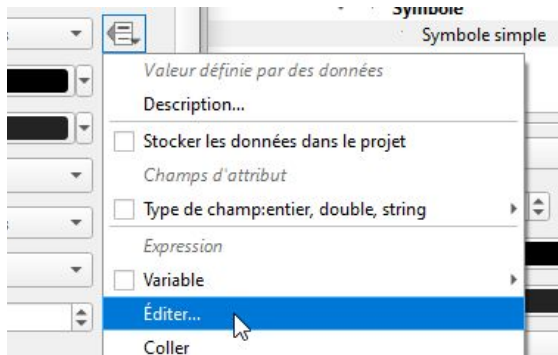 Symbole
s
Symbole simple
Valeur définie par des données
Description...
Stocker les données dans le projet
Champs d'attribut
Type de champ:entier, double, string
s
Expression
Variable
Éditer...
Coller